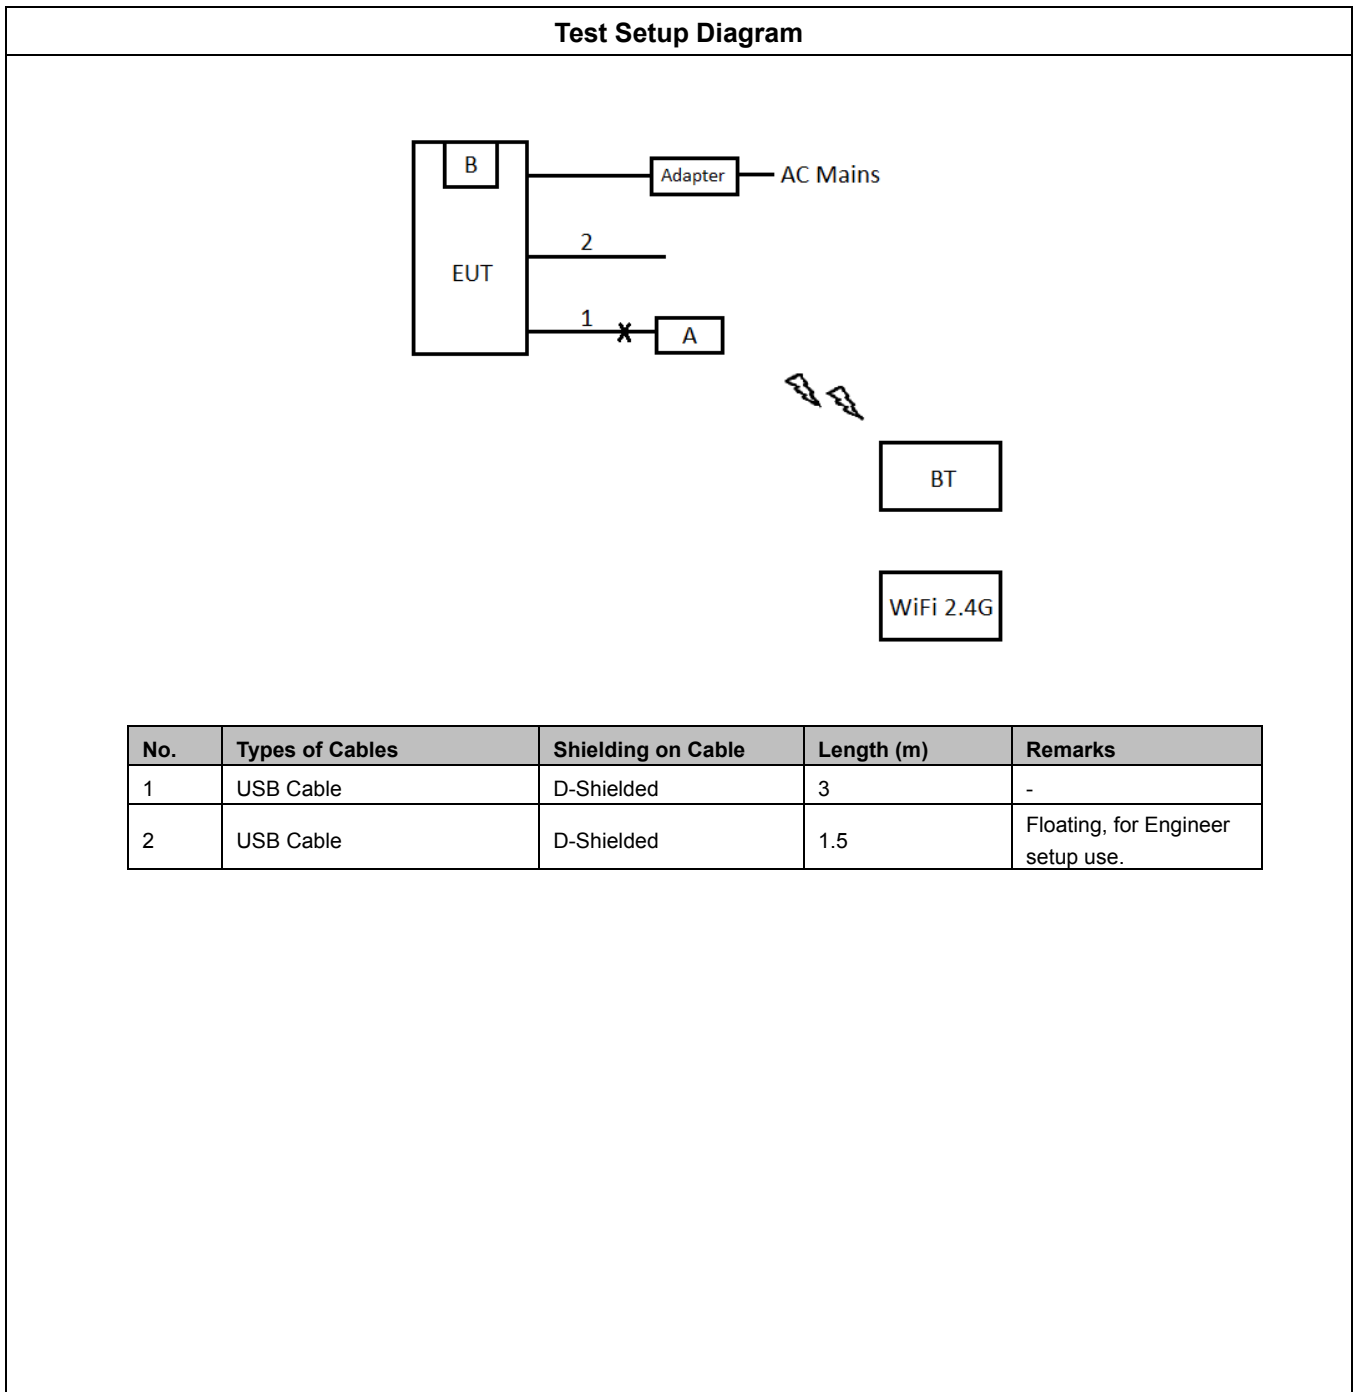 Test Setup Diagram
B
Adapter
AC Mains
2
EUT
1
A
BT
WiFi 2.4G
No. Types of Cables Shielding on Cable Length (m) Remarks
1 USB Cable D-Shielded 3 -
2 USB Cable D-Shielded 1.5 Floating, for Engineer
setup use.